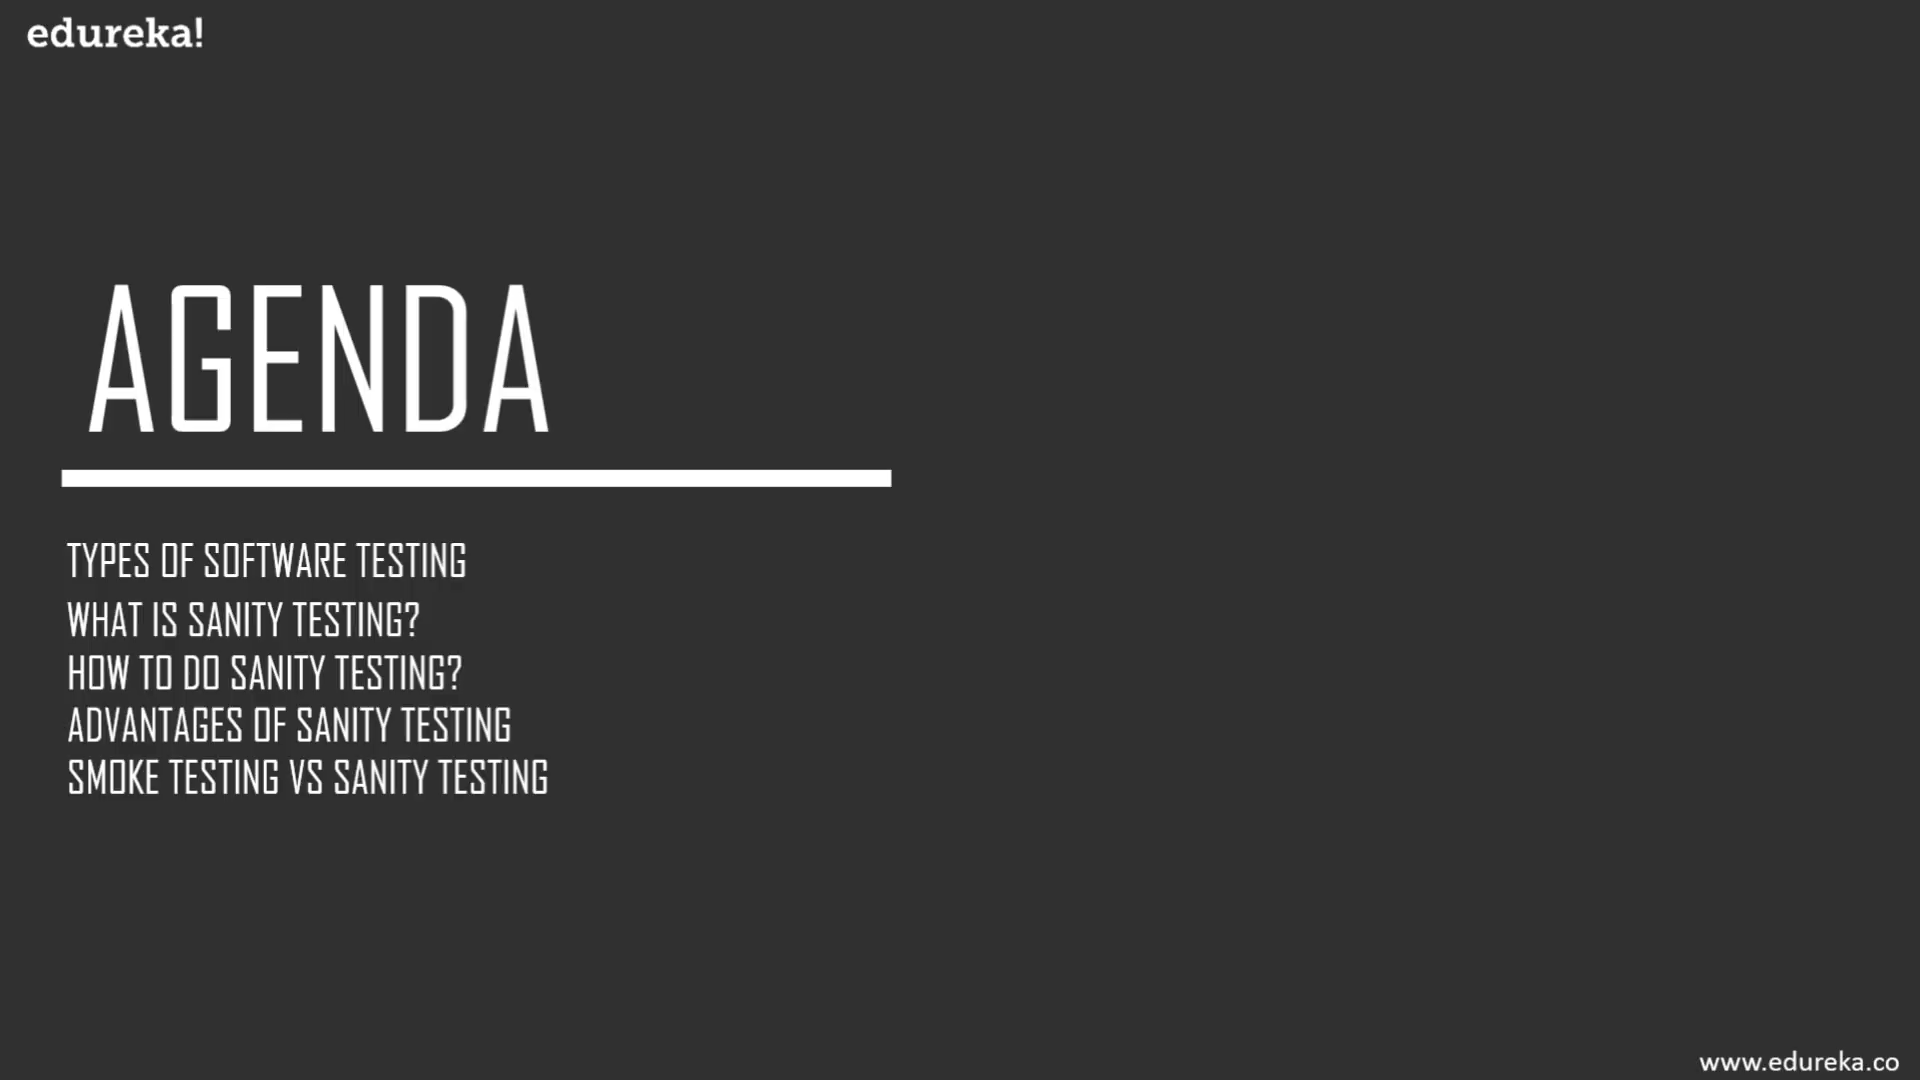 edureka!
AGENDA
TYPES OF SOFTWARE TESTING
WHAT IS SANITY TESTING?
HOW TO DO SANITY TESTING?
ADVANTAGES OF SANITY TESTING
SMOKE TESTING VS SANITY TESTING
www.edureka.co